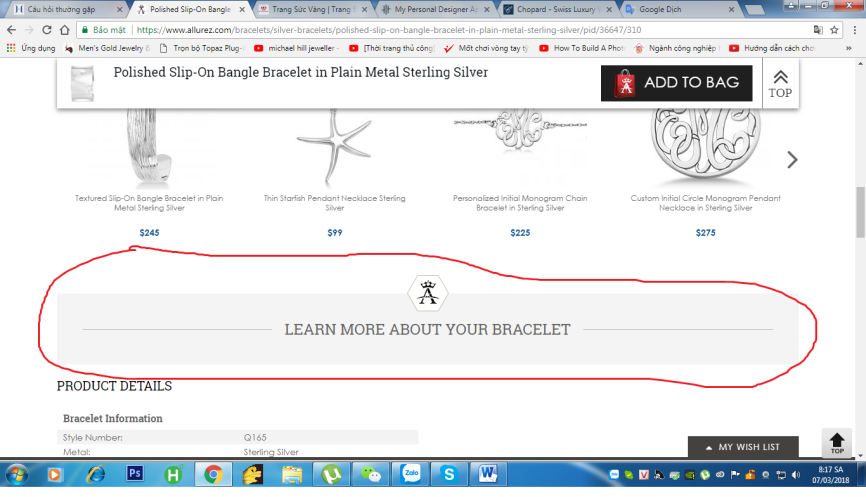 Câu hỏi thường gặp
Polished Slip-On Bangle
Trang Sức Vàng | Trang
My Personal Designer
Chopard - Swiss Luxury
Google Dịch
Bảo mật | https://www.allurez.com/bracelets/silver-bracelets/polished-slip-on-bangle-bracelet-in-plain-metal-sterling-silver/pid/36647/310
Ứng dụng
Men's Gold Jewelry &
Trọn bộ Topaz Plug-
michael hill jeweller -
[Thời trang thủ công]
Một chơi vòng tay tỳ
How To Build A Photo
Ngành công nghiệp
Hướng dẫn cách chơi
Polished Slip-On Bangle Bracelet in Plain Metal Sterling Silver
ADD TO BAG
TOP
Textured Slip-On Bangle Bracelet in Plain
Metal Sterling Silver
$245
Thin Starfish Pendant Necklace Sterling
Silver
$99
Personalized Initial Monogram Chain
Bracelet in Sterling Silver
$225
Custom Initial Circle Monogram Pendant
Necklace in Sterling Silver
$275
LEARN MORE ABOUT YOUR BRACELET
PRODUCT DETAILS
Bracelet Information
Style Number: Q165
Metal: Sterling Silver
MY WISH LIST
TOP
8:17 SA
07/03/2018